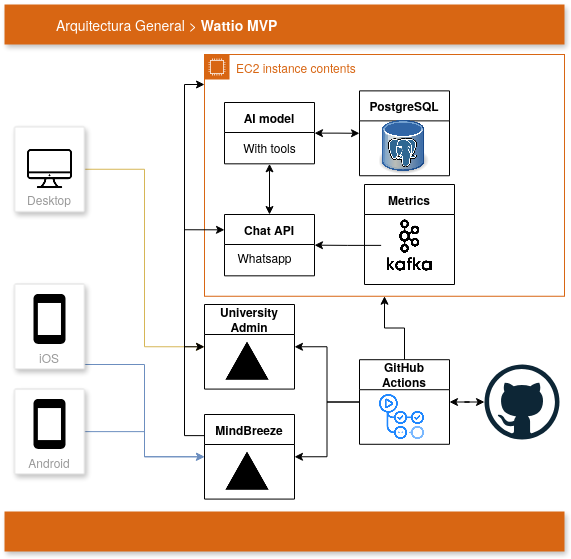 Arquitectura General > Wattio MVP
EC2 instance contents
AI model
With tools
PostgreSQL
Desktop
Chat API
Whatsapp
Metrics
kafka
iOS
University
Admin
GitHub
Actions
Android
MindBreeze